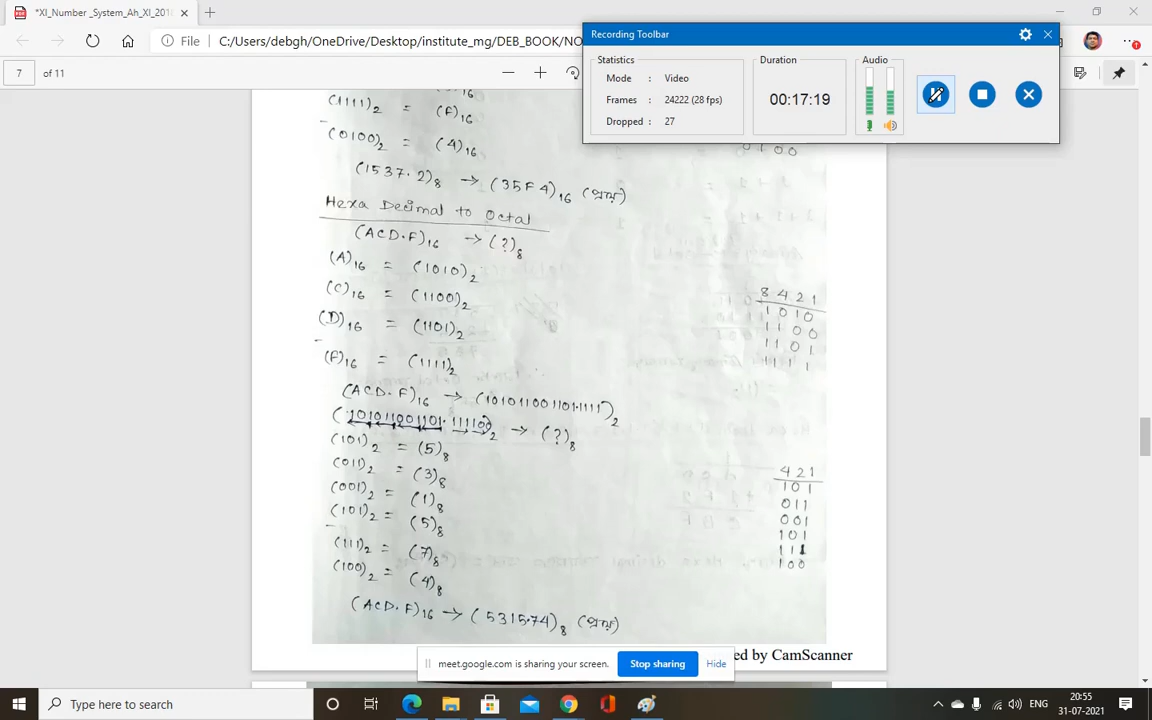 *XI_Number _System_Ah_XI_201
File
C:/Users/debgh/OneDrive/Desktop/institute_mg/DEB_BOOK/NO
7 of 11
Recording Toolbar
Statistics
Mode : Video
Frames : 24222 (28 fps)
Dropped : 27
Duration
00:17:19
Audio
(1111)₂ = (F)₁₆
(0100)₂ = (4)₁₆
0100
(1537.2)₈ → (35F4)₁₆ (প্রায়)
Hexa Decimal to Octal
(ACD.F)₁₆ → (?)₈
(A)₁₆ = (1010)₂
(C)₁₆ = (1100)₂
(D)₁₆ = (1101)₂
(F)₁₆ = (1111)₂
8 4 2 1
1 0 1 0
1 1 0 0
1 1 0 1
1 1 1 1
(ACD.F)₁₆ → (101011001101.1111)₂
(101011001101.111100)₂ → (?)₈
(101)₂ = (5)₈
(011)₂ = (3)₈
(001)₂ = (1)₈
(101)₂ = (5)₈
(111)₂ = (7)₈
(100)₂ = (4)₈
4 2 1
1 0 1
0 1 1
0 0 1
1 0 1
1 1 1
1 0 0
(ACD.F)₁₆ → (5315.74)₈ (প্রায়)
ed by CamScanner
meet.google.com is sharing your screen.
Stop sharing
Hide
Type here to search
ENG
20:55
31-07-2021